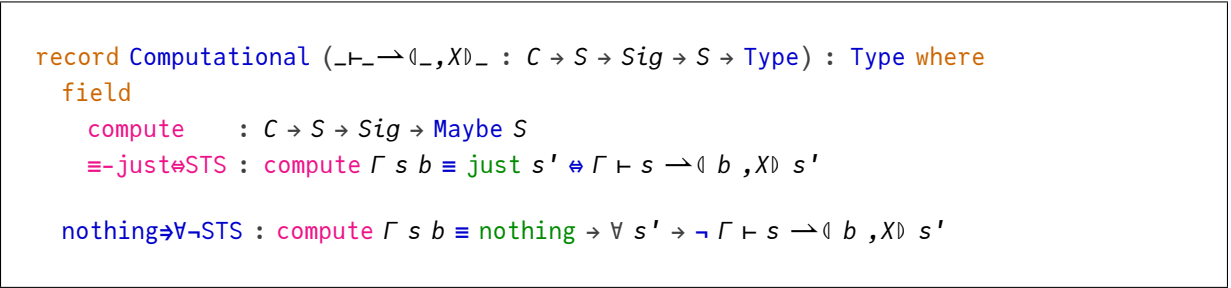 record Computational (_⊢_⇀⦇_,X⦈_ : C → S → Sig → S → Type) : Type where
field
compute : C → S → Sig → Maybe S
≡-just⇔STS : compute Γ s b ≡ just s' ⇔ Γ ⊢ s ⇀⦇ b ,X⦈ s'
nothing⇒∀¬STS : compute Γ s b ≡ nothing → ∀ s' → ¬ Γ ⊢ s ⇀⦇ b ,X⦈ s'